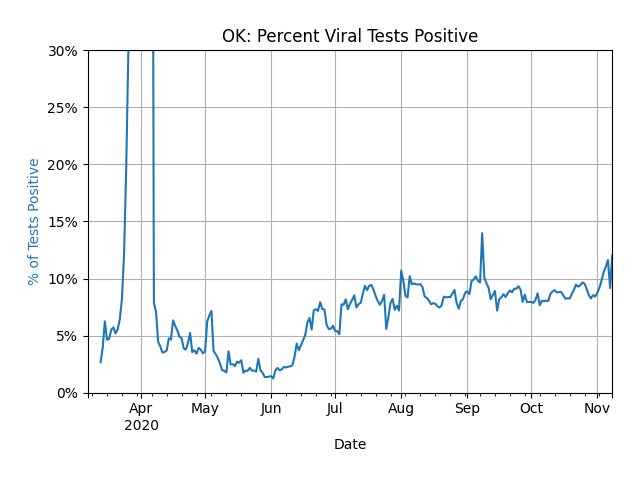 OK: Percent Viral Tests Positive
30%
25%
20%
15%
10%
5%
0%
% of Tests Positive
Apr May Jun Jul Aug Sep Oct Nov
2020
Date